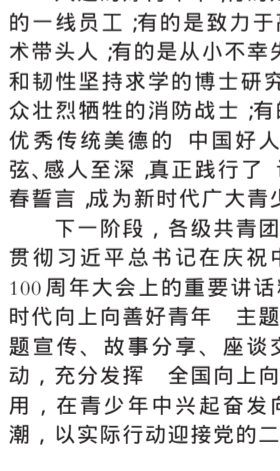 的一线员工 ;有的是致力于
术带头人 ;有的是从小不幸
和韧性坚持求学的博士研
众壮烈牺牲的消防战士 ;有
优秀传统美德的 中国好人
弦、感人至深 ,真正践行了
春誓言 ,成为新时代广大青
下一阶段，各级共青团
贯彻习近平总书记在庆祝
100周年大会上的重要讲话
时代向上向善好青年 主题
题宣传、故事分享、座谈
动，充分发挥 全国向上向
用，在青少年中兴起奋发
潮，以实际行动迎接党的二